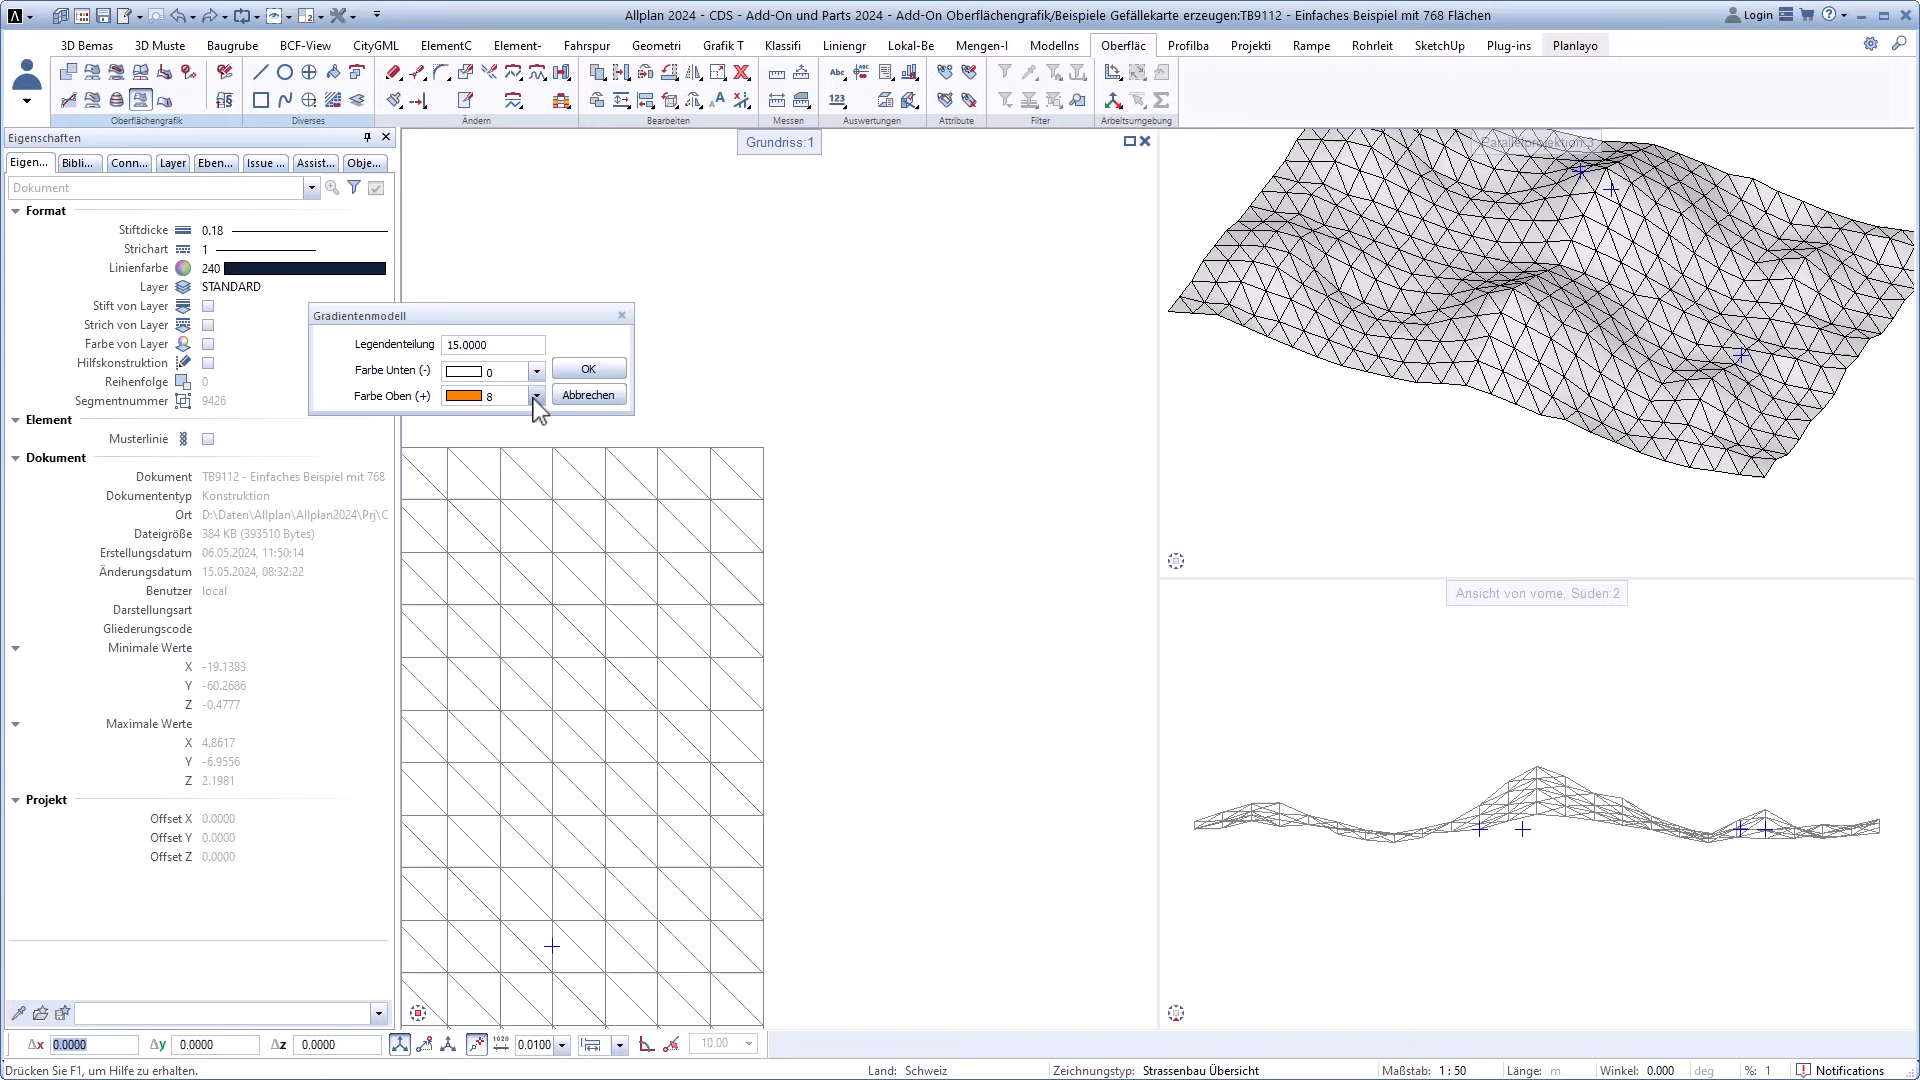 Allplan 2024 - CDS - Add-On und Parts 2024 - Add-On Oberflächengrafik/Beispiele Gefällekarte erzeugen:TB9112 - Einfaches Beispiel mit 768 Flächen
Login
3D Bemas 3D Muste Baugrube BCF-View CityGML ElementC Element- Fahrspur Geometri Grafik T Klassifi Liniengr Lokal-Be Mengen-I Modellns Oberfläc Profilba Projekti Rampe Rohrleit SketchUp Plug-ins Planlayo
Abc
123
Oberflächengrafik Diverses Ändern Bearbeiten Messen Auswertungen Attribute Filter Arbeitsumgebung
Eigenschaften
Eigen... Bibli... Conn... Layer Eben... Issue ... Assist... Obje...
Dokument
Format
Stiftdicke 0.18
Strichart 1
Linienfarbe 240
Layer STANDARD
Stift von Layer
Strich von Layer
Farbe von Layer
Hilfskonstruktion
Reihenfolge 0
Segmentnummer 9426
Element
Musterlinie
Dokument
Dokument TB9112 - Einfaches Beispiel mit 768
Dokumententyp Konstruktion
Ort D:\Daten\Allplan\Allplan2024\Prj\C
Dateigröße 384 KB (393510 Bytes)
Erstellungsdatum 06.05.2024, 11:50:14
Änderungsdatum 15.05.2024, 08:32:22
Benutzer local
Darstellungsart
Gliederungscode
Minimale Werte
X -19.1383
Y -60.2686
Z -0.4777
Maximale Werte
X 4.8617
Y -6.9556
Z 2.1981
Projekt
Offset X 0.0000
Offset Y 0.0000
Offset Z 0.0000
Gradientenmodell
Legendenteilung 15.0000
Farbe Unten (-) 0
OK
Farbe Oben (+) 8
Abbrechen
Grundriss:1
Parallelprojektion:3
Ansicht von vorne, Süden:2
Δx 0.0000 Δy 0.0000 Δz 0.0000 1020 0.0100 10.00
Drücken Sie F1, um Hilfe zu erhalten.
Land: Schweiz
Zeichnungstyp: Strassenbau Übersicht
Maßstab: 1 : 50
Länge: m
Winkel: 0.000 deg
%: 1
Notifications